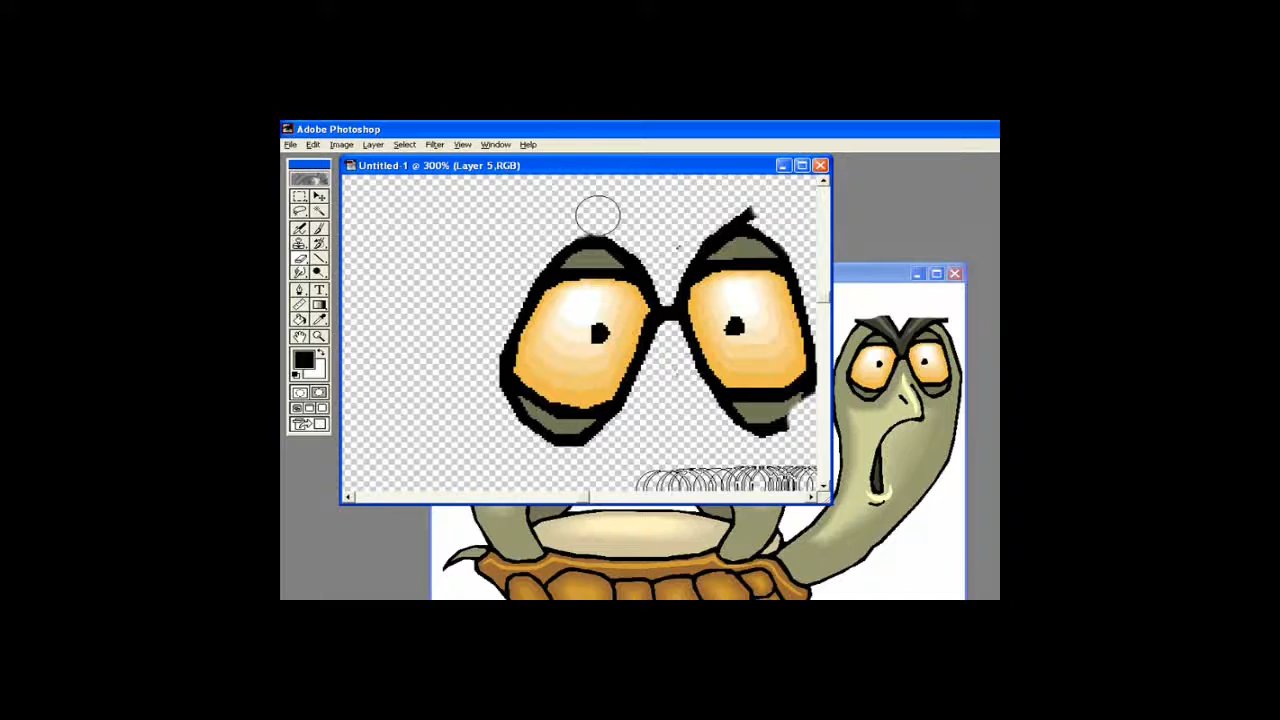 Adobe Photoshop
File Edit Image Layer Select Filter View Window Help
Untitled-1 @ 300% (Layer 5,RGB)
T